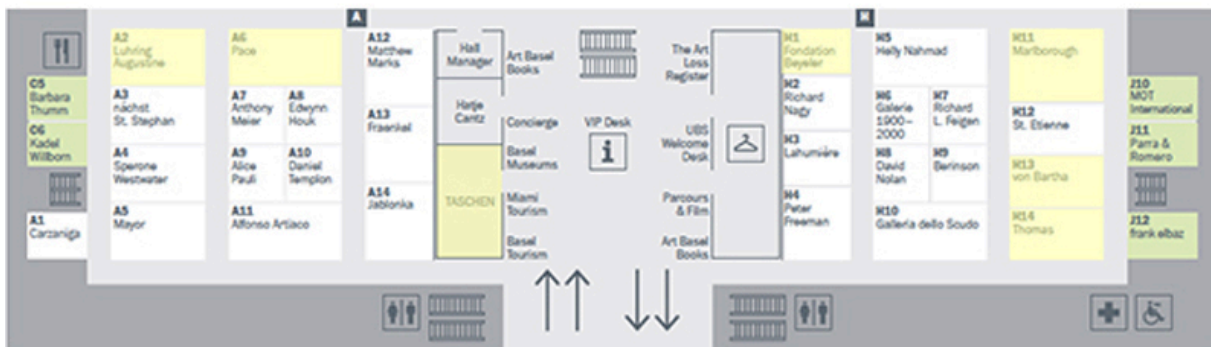 A
H
C5
Barbara
Thumm
C6
Kadel
Willborn
A1
Carzaniga
A2
Luhring
Augustine
A3
nächst
St. Stephan
A4
Sperone
Westwater
A5
Mayor
A6
Pace
A7
Anthony
Meier
A8
Edwynn
Houk
A9
Alice
Pauli
A10
Daniel
Templon
A11
Alfonso Artiaco
A12
Matthew
Marks
A13
Fraenkel
A14
Jablonka
Hall
Manager
Hatje
Cantz
TASCHEN
Art Basel
Books
Concierge
Basel
Museums
Miami
Tourism
Basel
Tourism
VIP Desk
i
The Art
Loss
Register
UBS
Welcome
Desk
Parcours
& Film
Art Basel
Books
H1
Fondation
Beyeler
H2
Richard
Nagy
H3
Lahumière
H4
Peter
Freeman
H5
Helly Nahmad
H6
Galerie
1900–
2000
H7
Richard
L. Feigen
H8
David
Nolan
H9
Berinson
H10
Galleria dello Scudo
H11
Marlborough
H12
St. Etienne
H13
von Bartha
H14
Thomas
J10
MOT
International
J11
Parra &
Romero
J12
frank elbaz